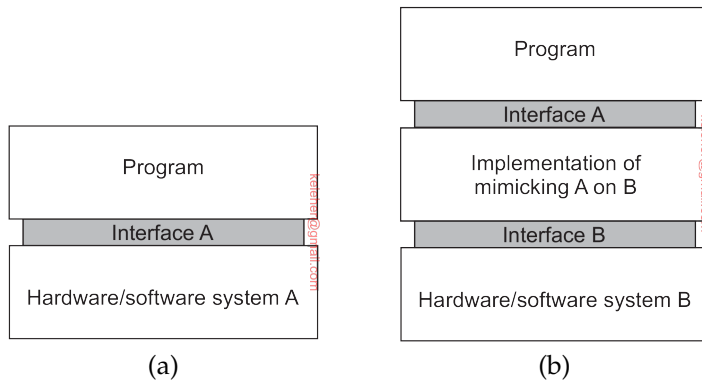 Program
Interface A
Hardware/software system A
(a)
Program
Interface A
Implementation of
mimicking A on B
Interface B
Hardware/software system B
(b)